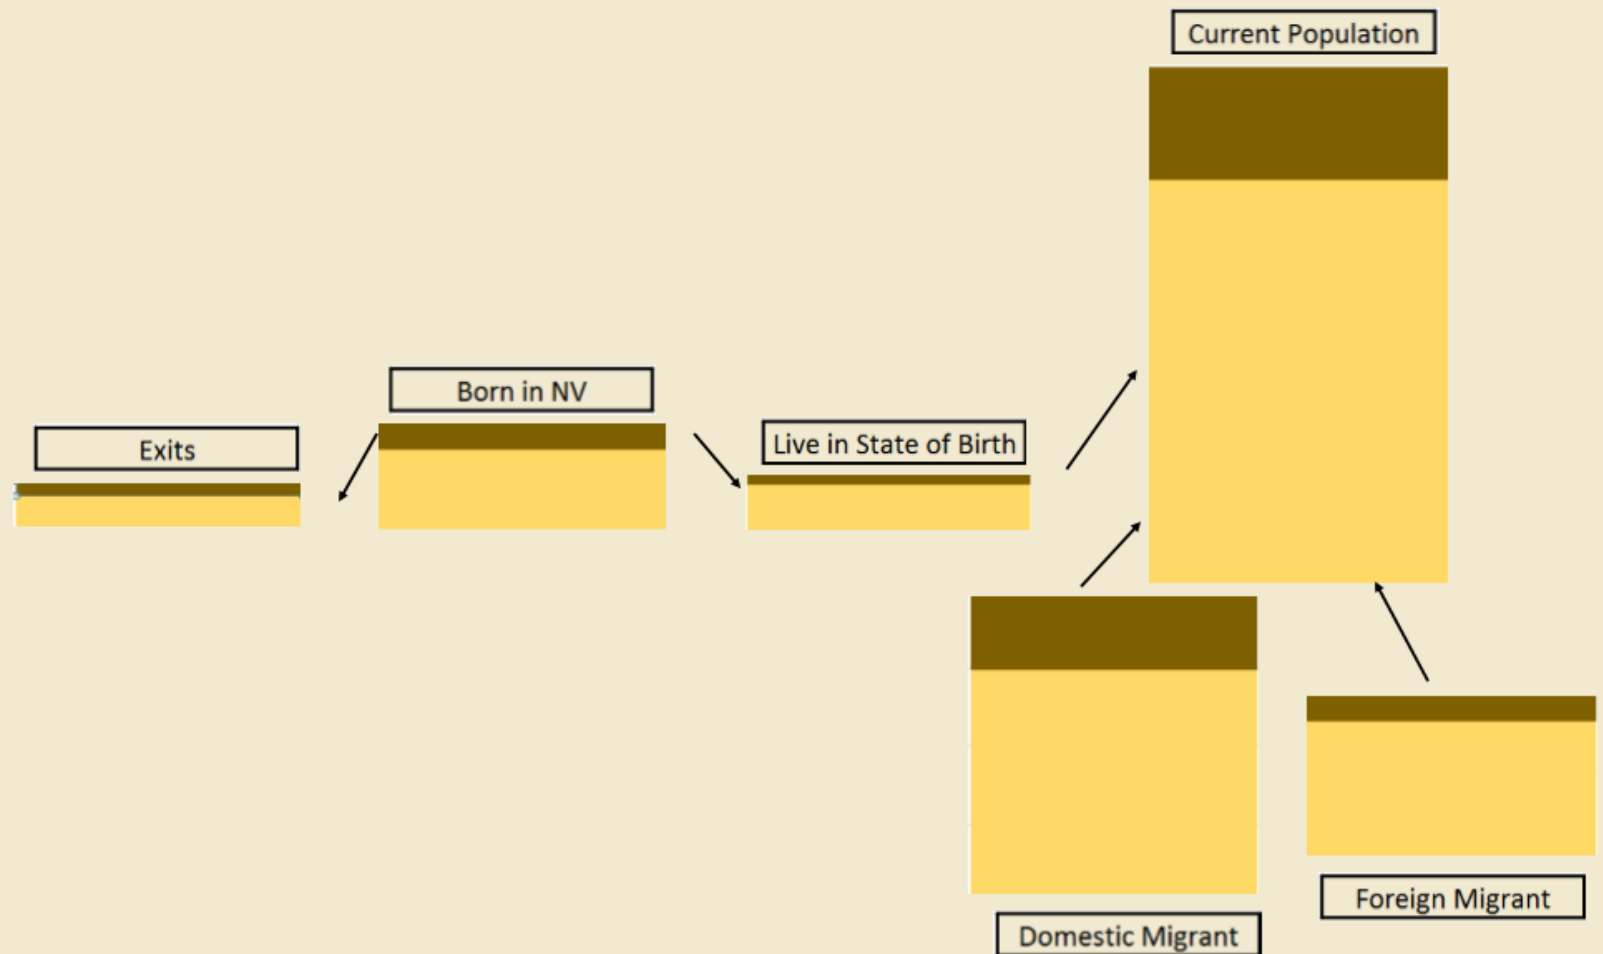 Current Population
Born in NV
Exits
Live in State of Birth
Foreign Migrant
Domestic Migrant